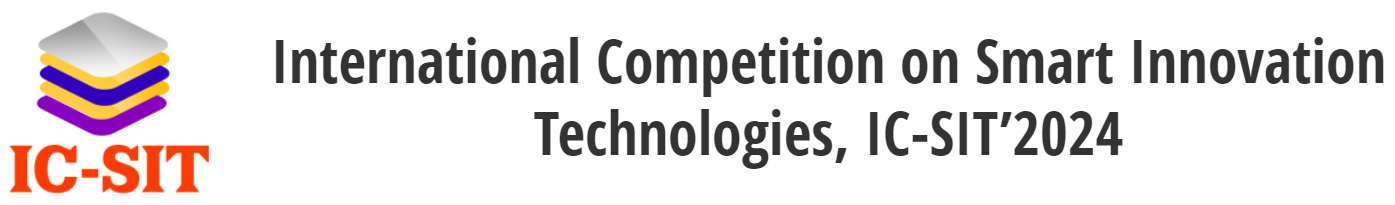 International Competition on Smart Innovation
Technologies, IC-SIT’2024
IC-SIT